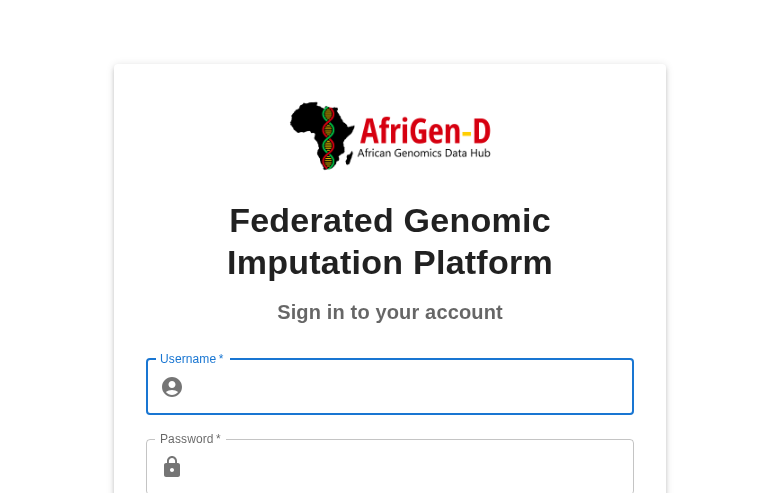 AfriGen-D
African Genomics Data Hub
Federated Genomic
Imputation Platform
Sign in to your account
Username *
Password *